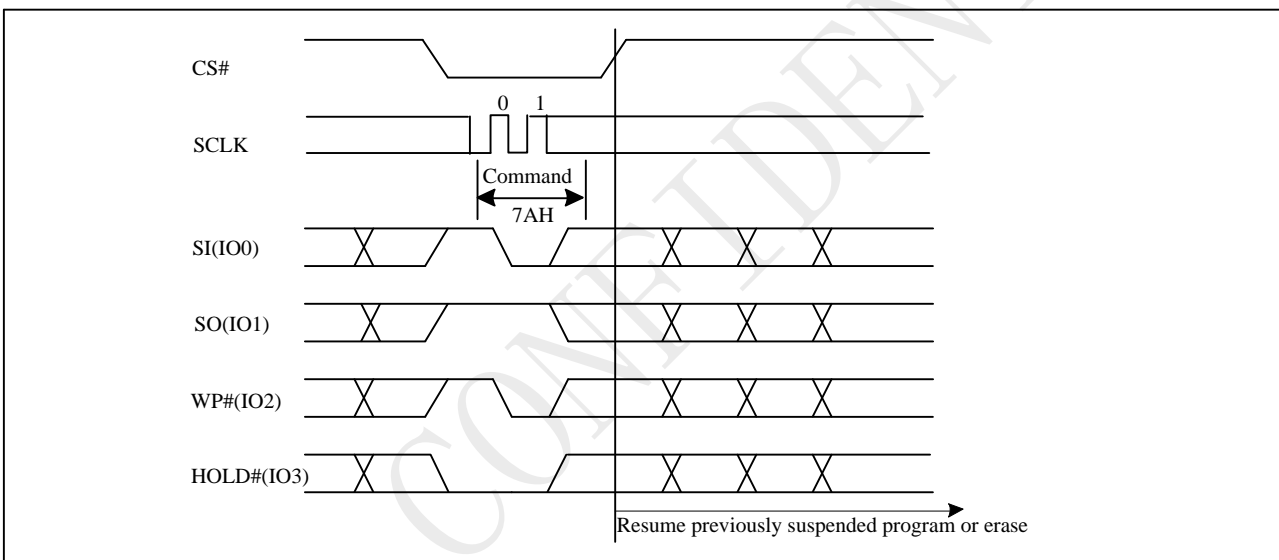 CS#
0 1
SCLK
Command
7AH
SI(IO0)
SO(IO1)
WP#(IO2)
HOLD#(IO3)
Resume previously suspended program or erase
CONFIDEN